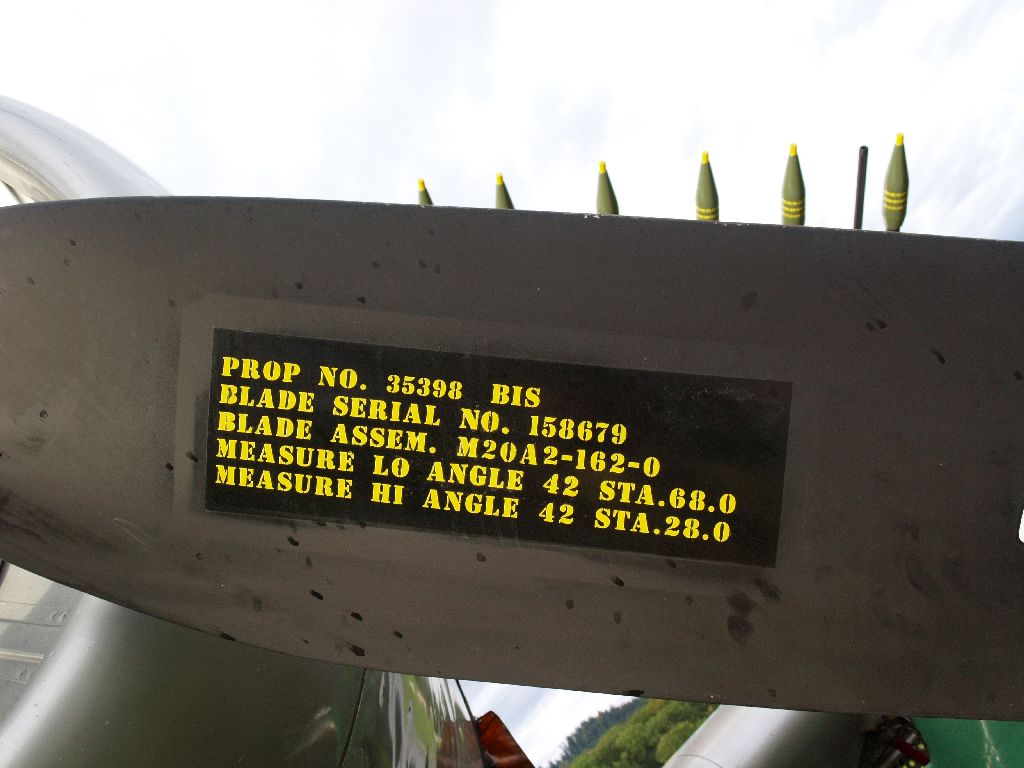 PROP NO. 35398 BIS
BLADE SERIAL NO. 158679
BLADE ASSEM. M20A2-162-0
MEASURE LO ANGLE 42 STA.68.0
MEASURE HI ANGLE 42 STA.28.0